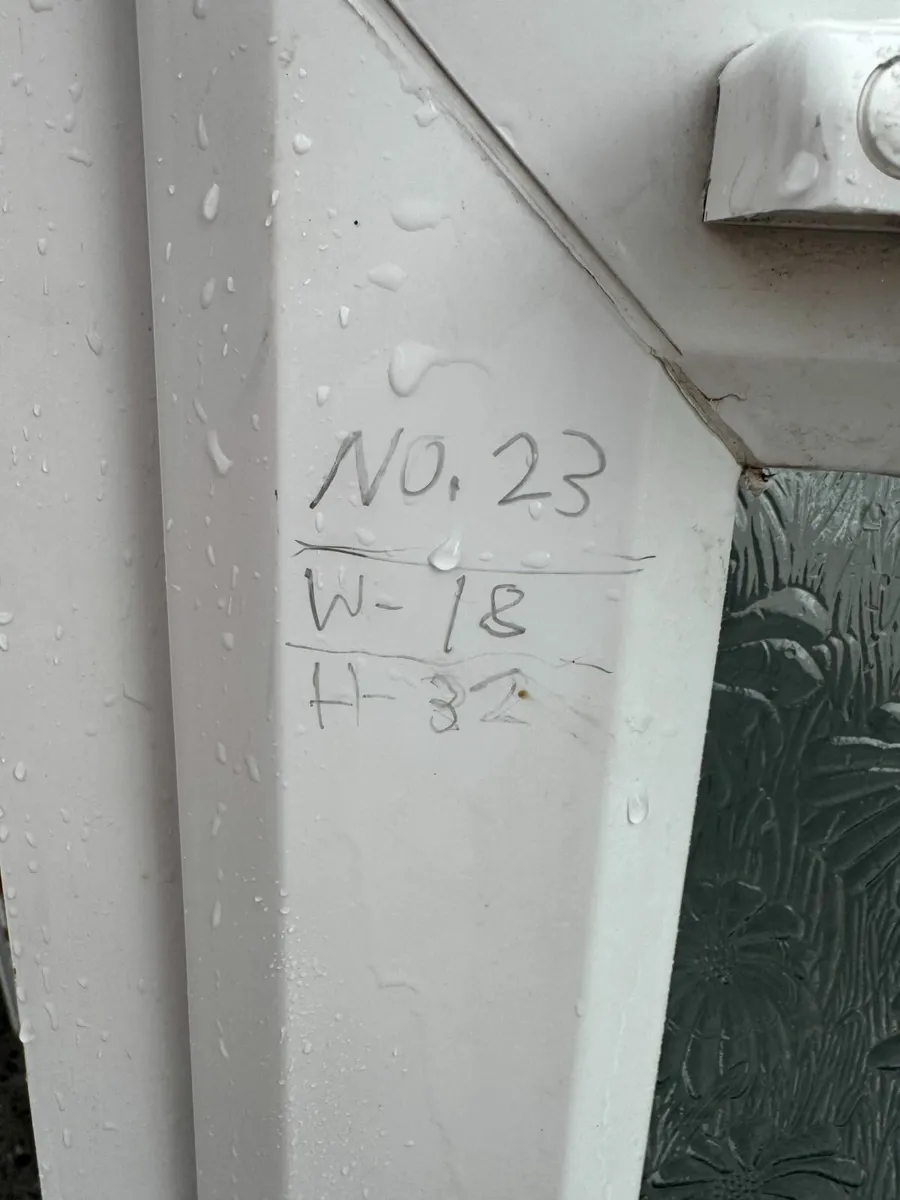 NO. 23
W- 18
H- 32